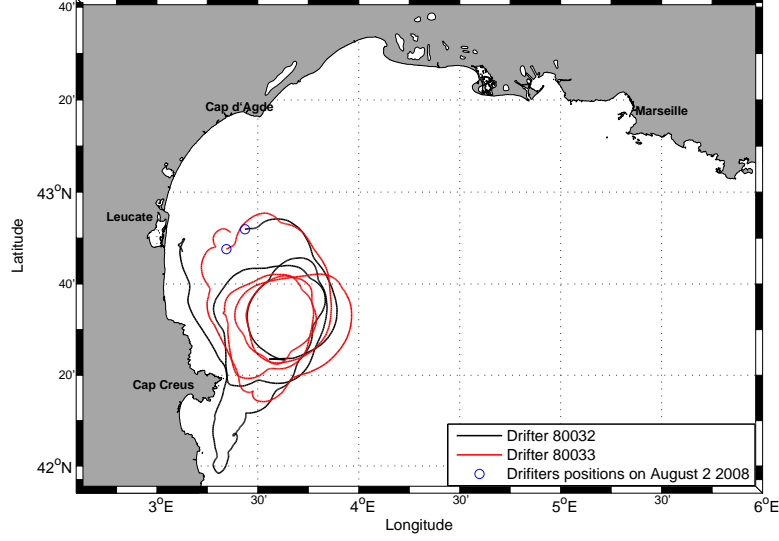 40'
Cap d'Agde
20'
Marseille
43°N
Leucate
Latitude
40'
20'
Cap Creus
Drifter 80032
Drifter 80033
Drifiters positions on August 2 2008
42°N
3°E 30' 4°E 30' 5°E 30' 6°E
Longitude